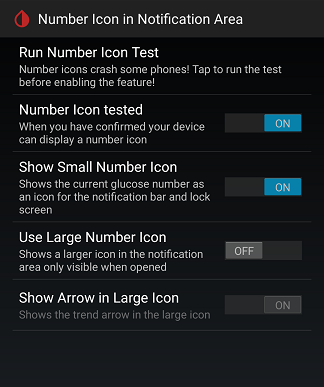 Number Icon in Notification Area
Run Number Icon Test
Number icons crash some phones! Tap to run the test
before enabling the feature!
Number Icon tested
When you have confirmed your device
can display a number icon
ON
Show Small Number Icon
Shows the current glucose number as
an icon for the notification bar and lock
screen
ON
Use Large Number Icon
Shows a larger icon in the notification
area only visible when opened
OFF
Show Arrow in Large Icon
Shows the trend arrow in the large icon
ON